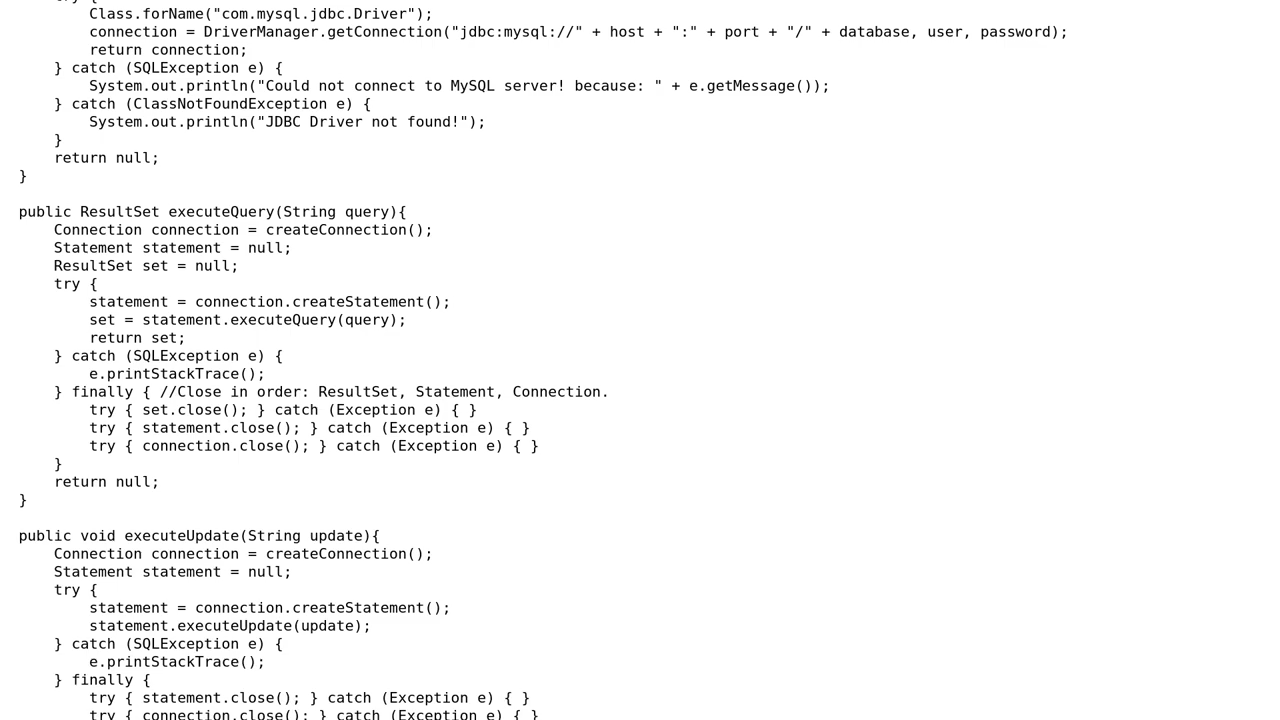 try {
        Class.forName("com.mysql.jdbc.Driver");
        connection = DriverManager.getConnection("jdbc:mysql://" + host + ":" + port + "/" + database, user, password);
        return connection;
    } catch (SQLException e) {
        System.out.println("Could not connect to MySQL server! because: " + e.getMessage());
    } catch (ClassNotFoundException e) {
        System.out.println("JDBC Driver not found!");
    }
    return null;
}

public ResultSet executeQuery(String query){
    Connection connection = createConnection();
    Statement statement = null;
    ResultSet set = null;
    try {
        statement = connection.createStatement();
        set = statement.executeQuery(query);
        return set;
    } catch (SQLException e) {
        e.printStackTrace();
    } finally { //Close in order: ResultSet, Statement, Connection.
        try { set.close(); } catch (Exception e) { }
        try { statement.close(); } catch (Exception e) { }
        try { connection.close(); } catch (Exception e) { }
    }
    return null;
}

public void executeUpdate(String update){
    Connection connection = createConnection();
    Statement statement = null;
    try {
        statement = connection.createStatement();
        statement.executeUpdate(update);
    } catch (SQLException e) {
        e.printStackTrace();
    } finally {
        try { statement.close(); } catch (Exception e) { }
        try { connection.close(); } catch (Exception e) { }